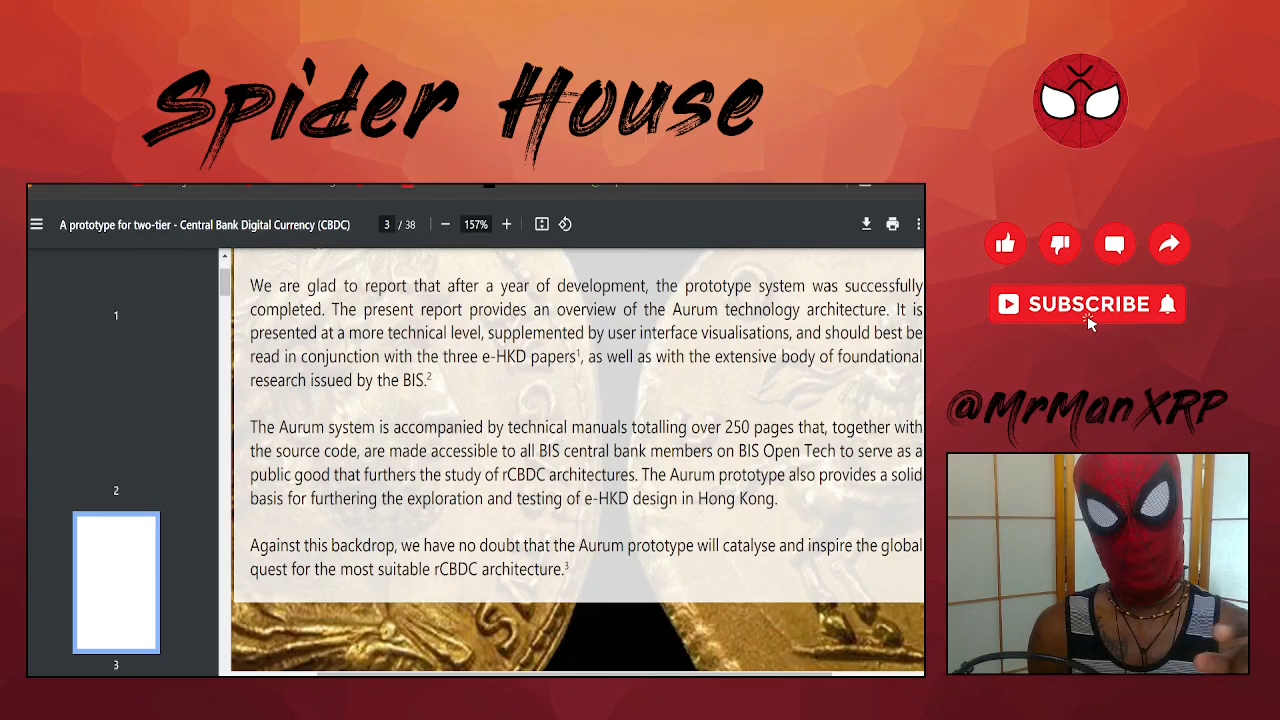 Spider House
A prototype for two-tier - Central Bank Digital Currency (CBDC)
3 / 38
157%
We are glad to report that after a year of development, the prototype system was successfully
completed. The present report provides an overview of the Aurum technology architecture. It is
presented at a more technical level, supplemented by user interface visualisations, and should best be
read in conjunction with the three e-HKD papers¹, as well as with the extensive body of foundational
research issued by the BIS.²
The Aurum system is accompanied by technical manuals totalling over 250 pages that, together with
the source code, are made accessible to all BIS central bank members on BIS Open Tech to serve as a
public good that furthers the study of rCBDC architectures. The Aurum prototype also provides a solid
basis for furthering the exploration and testing of e-HKD design in Hong Kong.
Against this backdrop, we have no doubt that the Aurum prototype will catalyse and inspire the global
quest for the most suitable rCBDC architecture.³
1
2
3
SUBSCRIBE
@MrManXRP